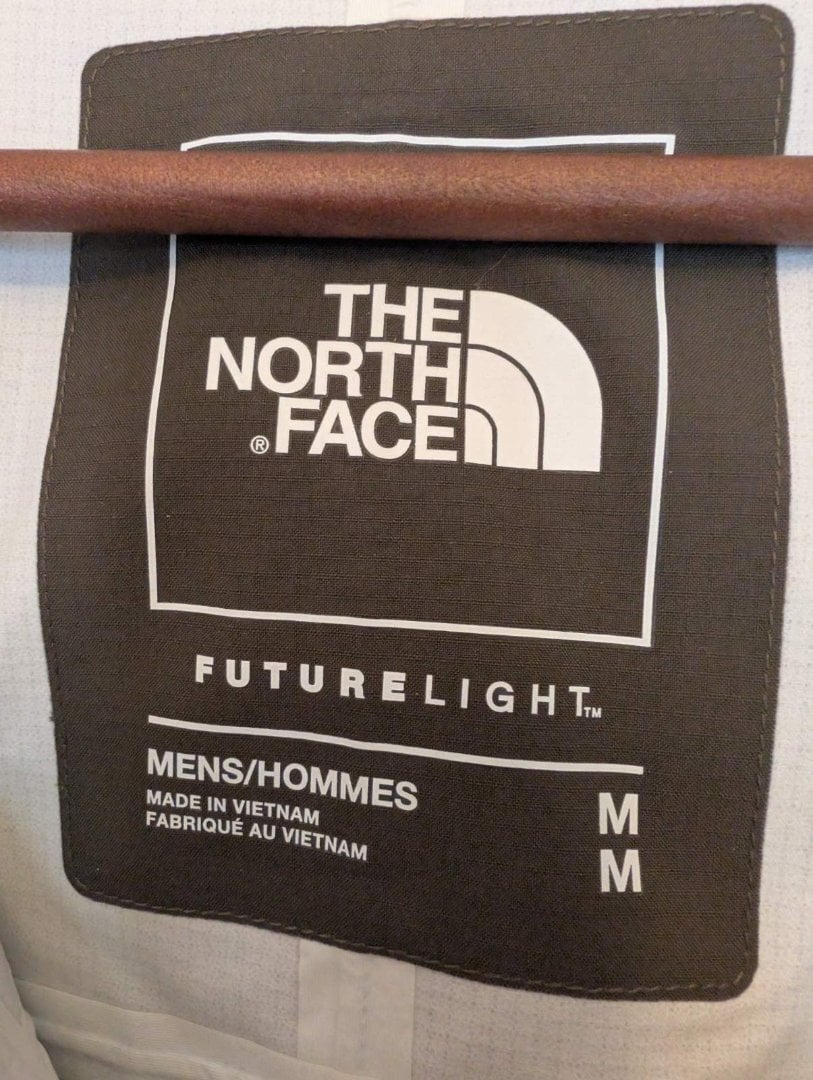 THE
NORTH
®FACE
FUTURELIGHT™
MENS/HOMMES
MADE IN VIETNAM
FABRIQUÉ AU VIETNAM
M
M